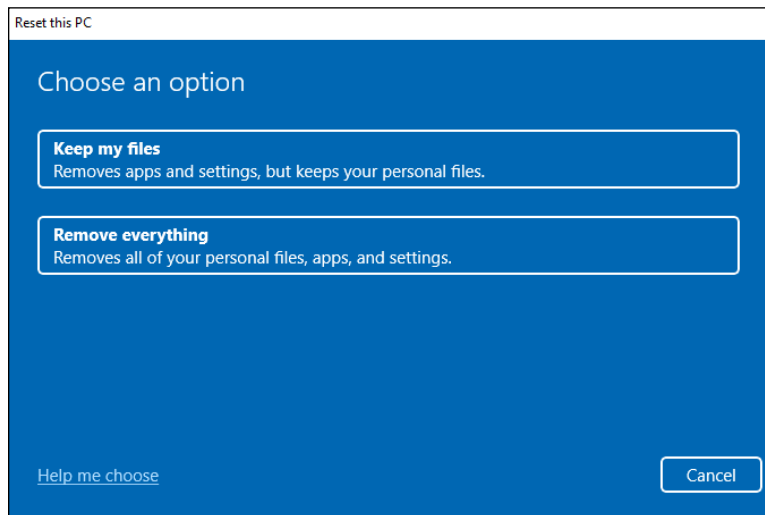 Reset this PC
Choose an option
Keep my files
Removes apps and settings, but keeps your personal files.
Remove everything
Removes all of your personal files, apps, and settings.
Help me choose
Cancel